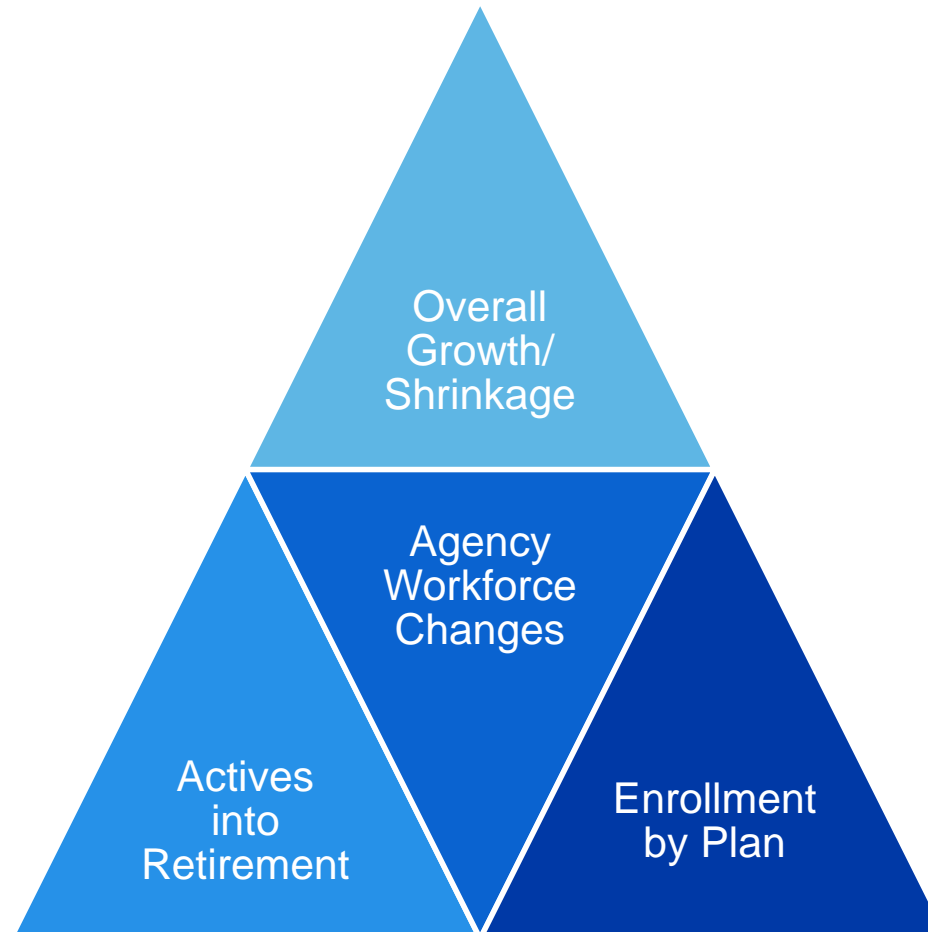 Overall
Growth/
Shrinkage
Agency
Workforce
Changes
Actives
into
Retirement
Enrollment
by Plan